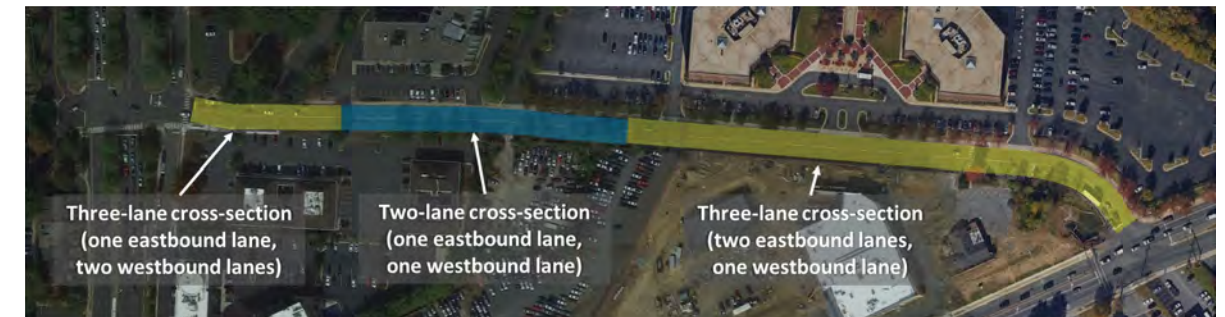 Three-lane cross-section
(one eastbound lane,
two westbound lanes)
Two-lane cross-section
(one eastbound lane,
one westbound lane)
Three-lane cross-section
(two eastbound lanes,
one westbound lane)